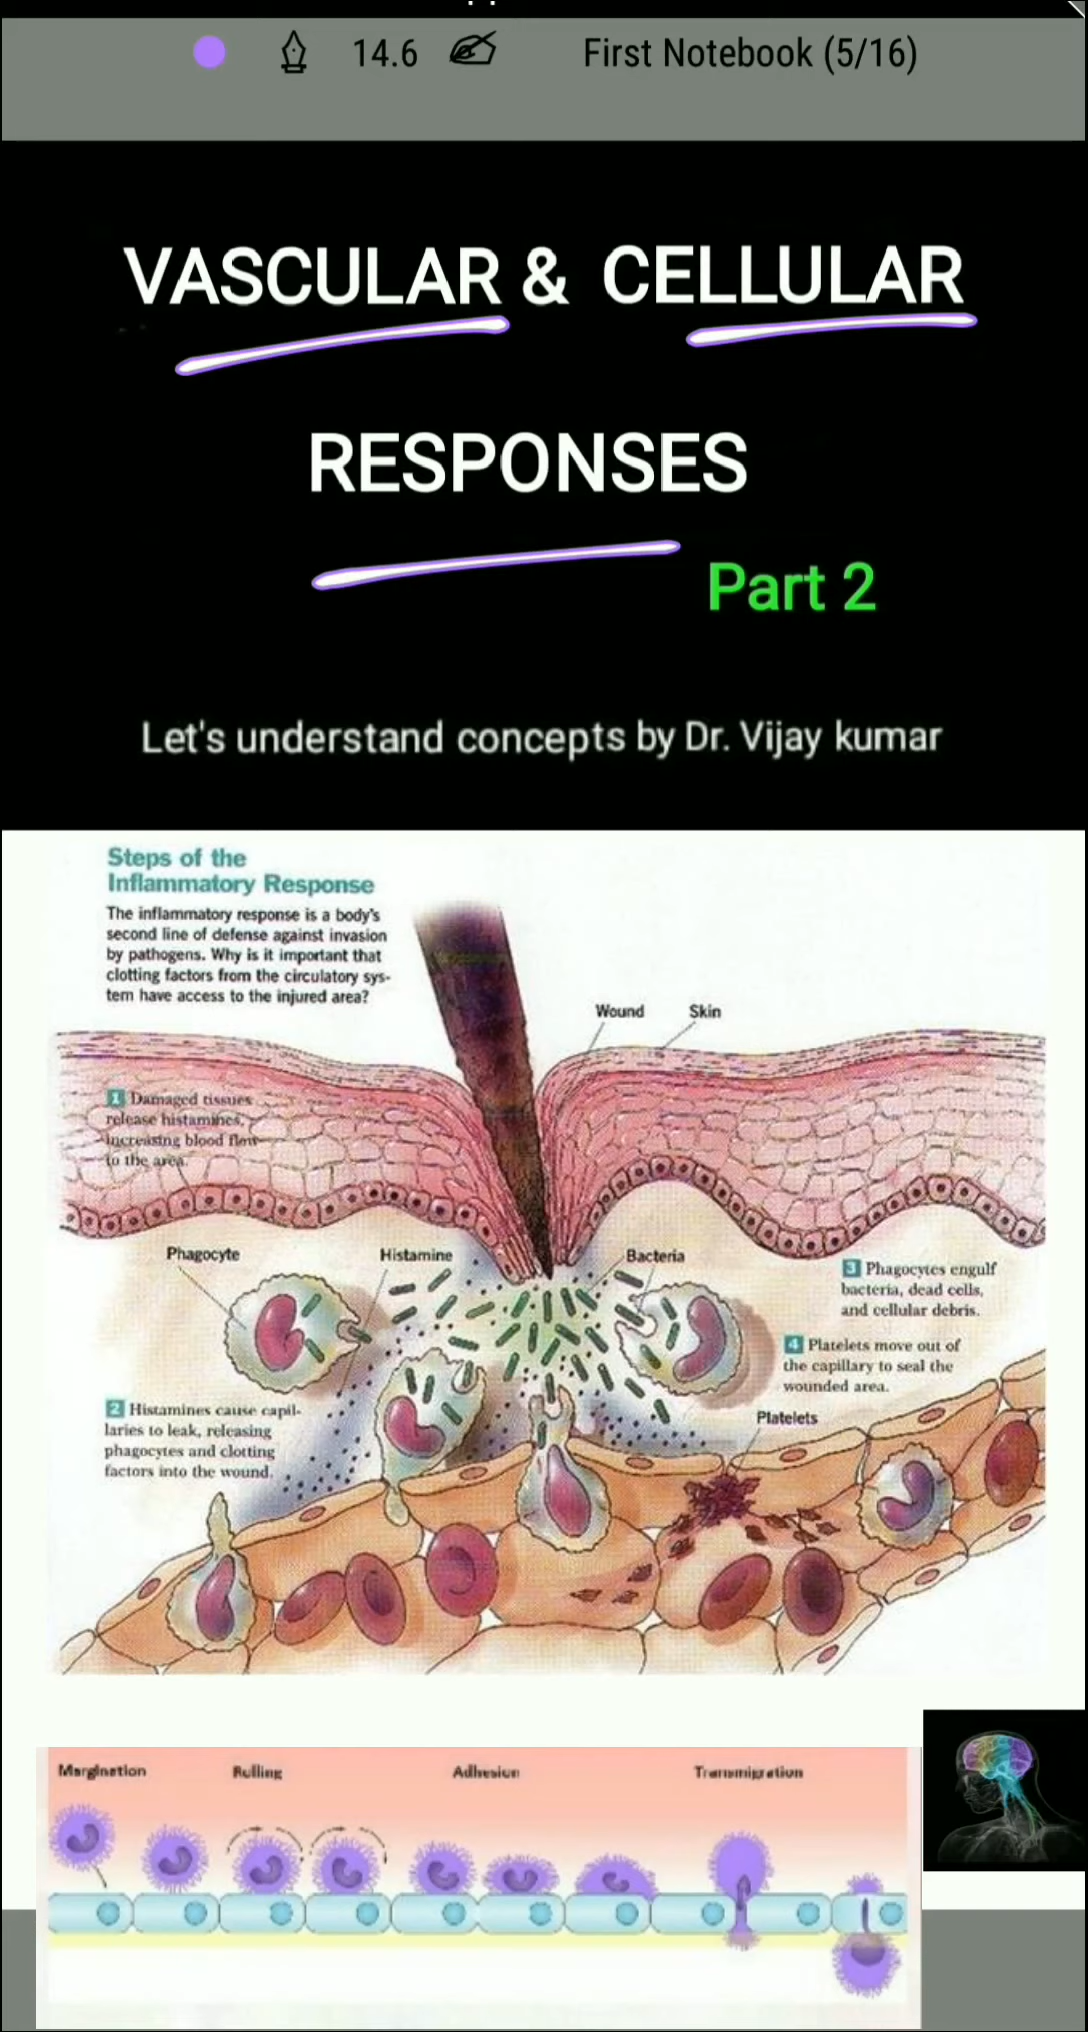 14.6 First Notebook (5/16)
VASCULAR & CELLULAR
RESPONSES
Part 2
Let's understand concepts by Dr. Vijay kumar
Steps of the
Inflammatory Response
The inflammatory response is a body's
second line of defense against invasion
by pathogens. Why is it important that
clotting factors from the circulatory sys-
tem have access to the injured area?
Wound Skin
1 Damaged tissues
release histamines,
increasing blood flow
to the area.
Phagocyte Histamine Bacteria
3 Phagocytes engulf
bacteria, dead cells,
and cellular debris.
4 Platelets move out of
the capillary to seal the
wounded area.
2 Histamines cause capil-
laries to leak, releasing
phagocytes and clotting
factors into the wound.
Platelets
Margination Rolling Adhesion Transmigration